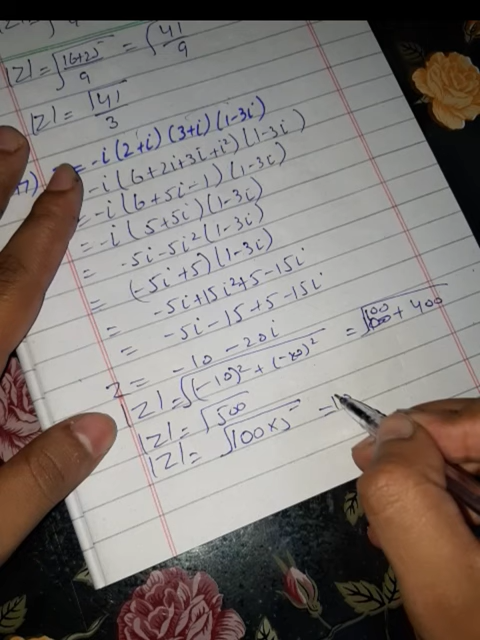 |Z| = √(16+25)/9 = √41/9
|Z| = √41/3
z = -i (2+i) (3+i) (1-3i)
= -i (6+2i+3i+i²) (1-3i)
= -i (6+5i-1) (1-3i)
= -i (5+5i) (1-3i)
= -5i-5i² (1-3i)
= (-5i+5) (1-3i)
= -5i+15i²+5-15i
= -5i-15+5-15i
Z = -10-20i
|Z| = √(-10)² + (-20)² = √100 + 400
|Z| = √500
|Z| = √100×5 =